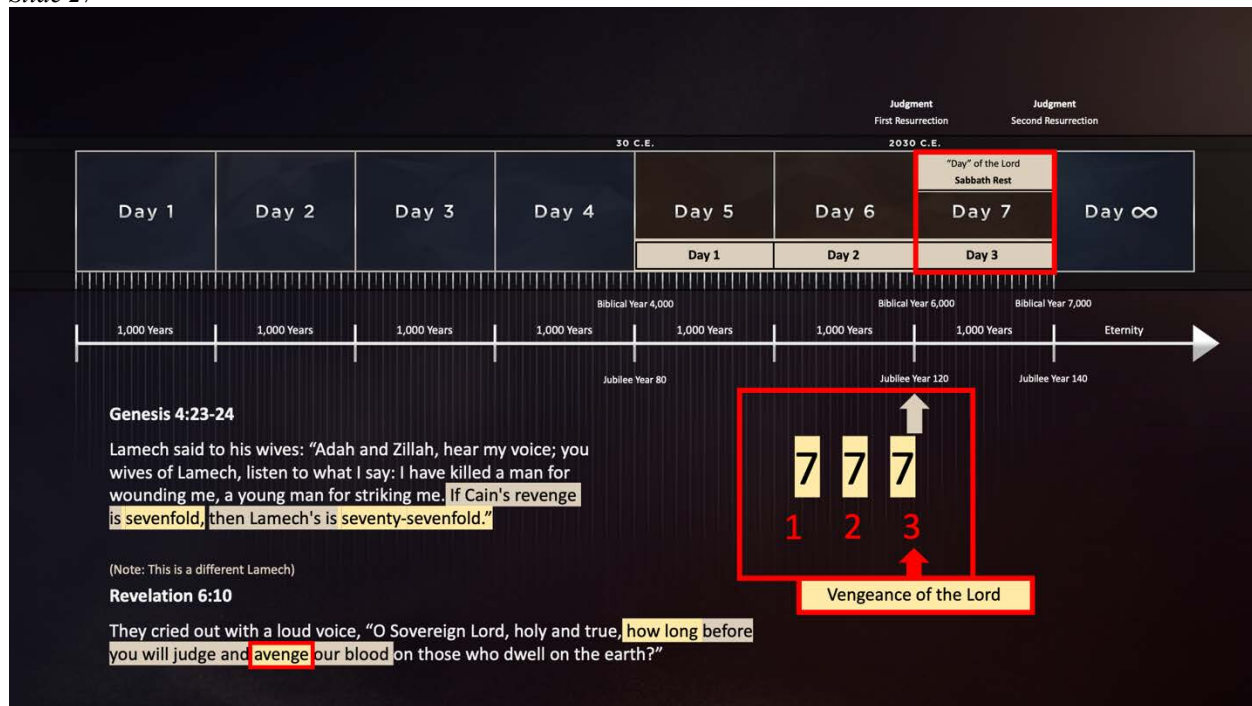 Judgment Judgment
First Resurrection Second Resurrection
30 C.E. 2030 C.E.
"Day" of the Lord
Sabbath Rest
Day 1 Day 2 Day 3 Day 4 Day 5 Day 6 Day 7 Day ∞
Day 1 Day 2 Day 3
Biblical Year 4,000 Biblical Year 6,000 Biblical Year 7,000
1,000 Years 1,000 Years 1,000 Years 1,000 Years 1,000 Years 1,000 Years 1,000 Years Eternity
Jubilee Year 80 Jubilee Year 120 Jubilee Year 140
Genesis 4:23-24
Lamech said to his wives: “Adah and Zillah, hear my voice; you
wives of Lamech, listen to what I say: I have killed a man for
wounding me, a young man for striking me. If Cain's revenge
is sevenfold, then Lamech's is seventy-sevenfold.”
7 7 7
1 2 3
Vengeance of the Lord
(Note: This is a different Lamech)
Revelation 6:10
They cried out with a loud voice, “O Sovereign Lord, holy and true, how long before
you will judge and avenge our blood on those who dwell on the earth?”